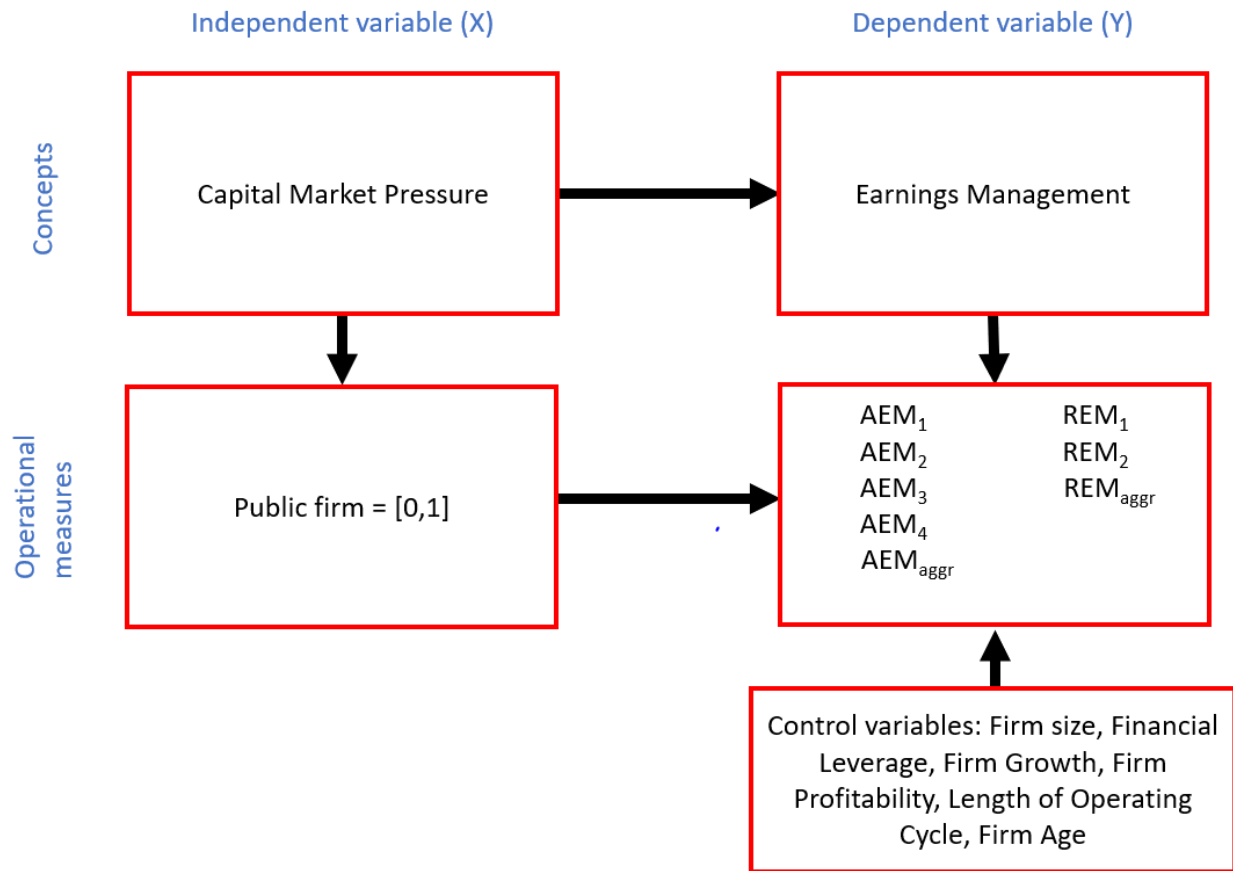 Independent variable (X)
Dependent variable (Y)
Concepts
Capital Market Pressure
Earnings Management
Operational
measures
Public firm = [0,1]
AEM₁
AEM₂
AEM₃
AEM₄
AEMaggr
REM₁
REM₂
REMaggr
Control variables: Firm size, Financial
Leverage, Firm Growth, Firm
Profitability, Length of Operating
Cycle, Firm Age